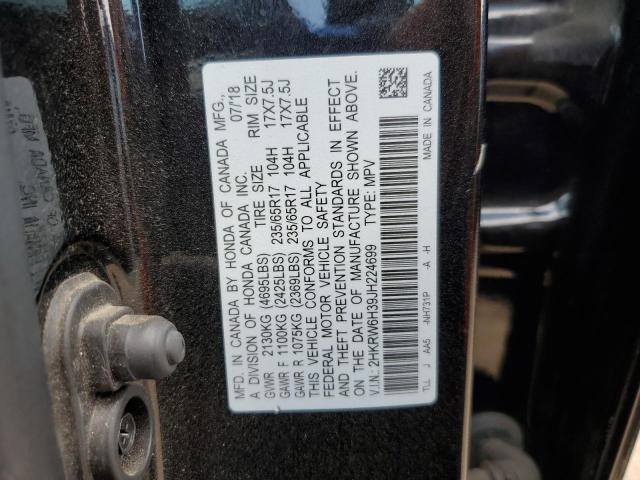 MFD. IN CANADA BY HONDA OF CANADA MFG.,
A DIVISION OF HONDA CANADA INC. 07/18
TIRE SIZE RIM SIZE
GVWR 2130KG (4695LBS)
GAWR F 1100KG (2425LBS) 235/65R17 104H 17X7.5J
GAWR R 1075KG (2369LBS) 235/65R17 104H 17X7.5J
THIS VEHICLE CONFORMS TO ALL APPLICABLE
FEDERAL MOTOR VEHICLE SAFETY
AND THEFT PREVENTION STANDARDS IN EFFECT
ON THE DATE OF MANUFACTURE SHOWN ABOVE.
V.I.N.: 2HKRW6H39JH224699 TYPE: MPV
TLL J AA5 -NH731P -A -H MADE IN CANADA